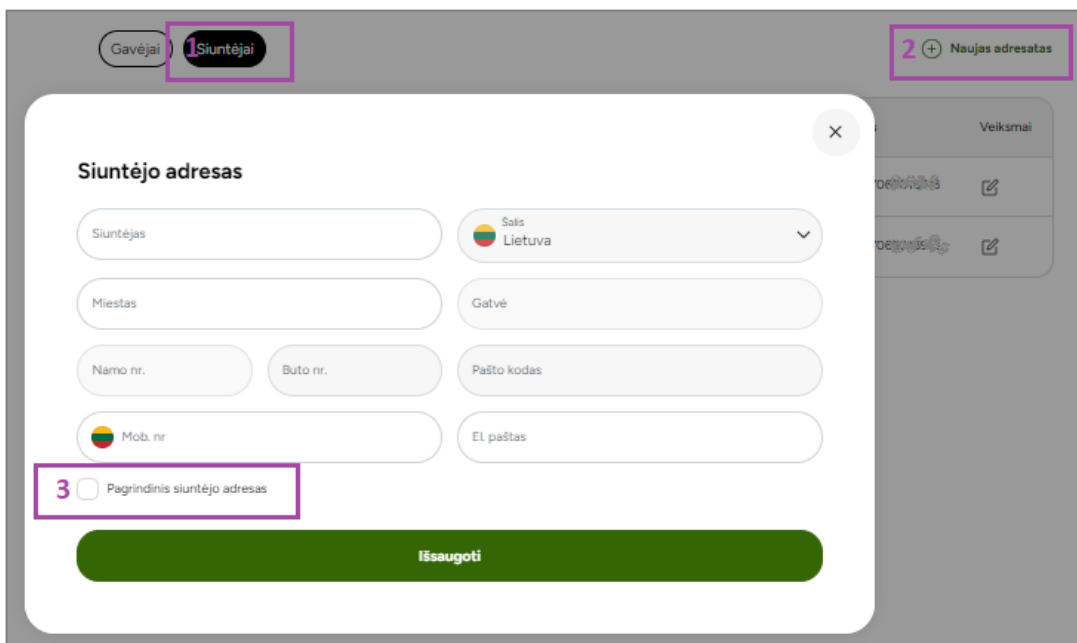 Gavėjai
1 Siuntėjai
2 Naujas adresatas
Veiksmai
Siuntėjo adresas
Siuntėjas
Šalis
Lietuva
Miestas
Gatvė
Namo nr.
Buto nr.
Pašto kodas
Mob. nr
El. paštas
3 Pagrindinis siuntėjo adresas
Išsaugoti